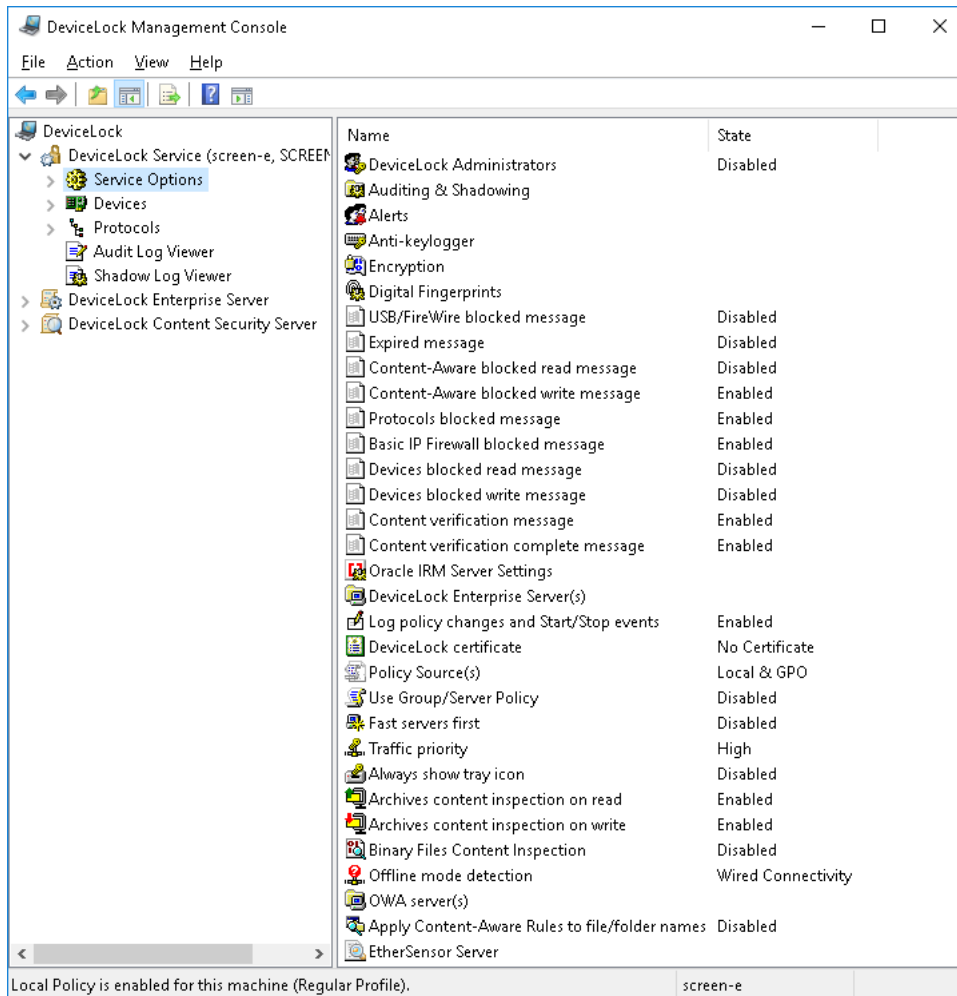 DeviceLock Management Console
File Action View Help
DeviceLock
DeviceLock Service (screen-e, SCREEN
Service Options
Devices
Protocols
Audit Log Viewer
Shadow Log Viewer
DeviceLock Enterprise Server
DeviceLock Content Security Server
Name State
DeviceLock Administrators Disabled
Auditing & Shadowing
Alerts
Anti-keylogger
Encryption
Digital Fingerprints
USB/FireWire blocked message Disabled
Expired message Disabled
Content-Aware blocked read message Disabled
Content-Aware blocked write message Enabled
Protocols blocked message Enabled
Basic IP Firewall blocked message Enabled
Devices blocked read message Disabled
Devices blocked write message Disabled
Content verification message Enabled
Content verification complete message Enabled
Oracle IRM Server Settings
DeviceLock Enterprise Server(s)
Log policy changes and Start/Stop events Enabled
DeviceLock certificate No Certificate
Policy Source(s) Local & GPO
Use Group/Server Policy Disabled
Fast servers first Disabled
Traffic priority High
Always show tray icon Disabled
Archives content inspection on read Enabled
Archives content inspection on write Enabled
Binary Files Content Inspection Disabled
Offline mode detection Wired Connectivity
OWA server(s)
Apply Content-Aware Rules to file/folder names Disabled
EtherSensor Server
Local Policy is enabled for this machine (Regular Profile). screen-e